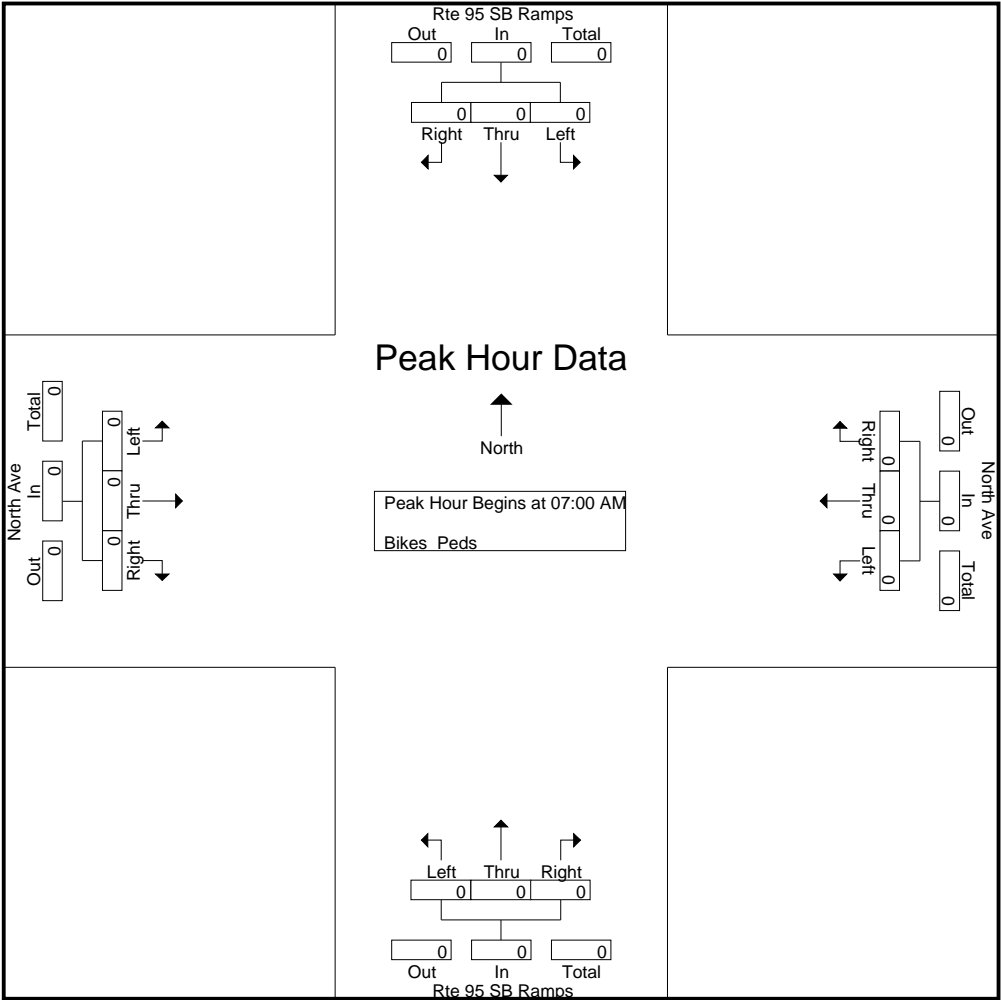 Rte 95 SB Ramps
Out In Total
0 0 0
0 0 0
Right Thru Left
Peak Hour Data
North
Peak Hour Begins at 07:00 AM
Bikes Peds
North Ave
Out In Total
0 0 0
0 0 0
Right Thru Left
North Ave
Total In Out
0 0 0
0 0 0
Left Thru Right
Left Thru Right
0 0 0
0 0 0
Out In Total
Rte 95 SB Ramps